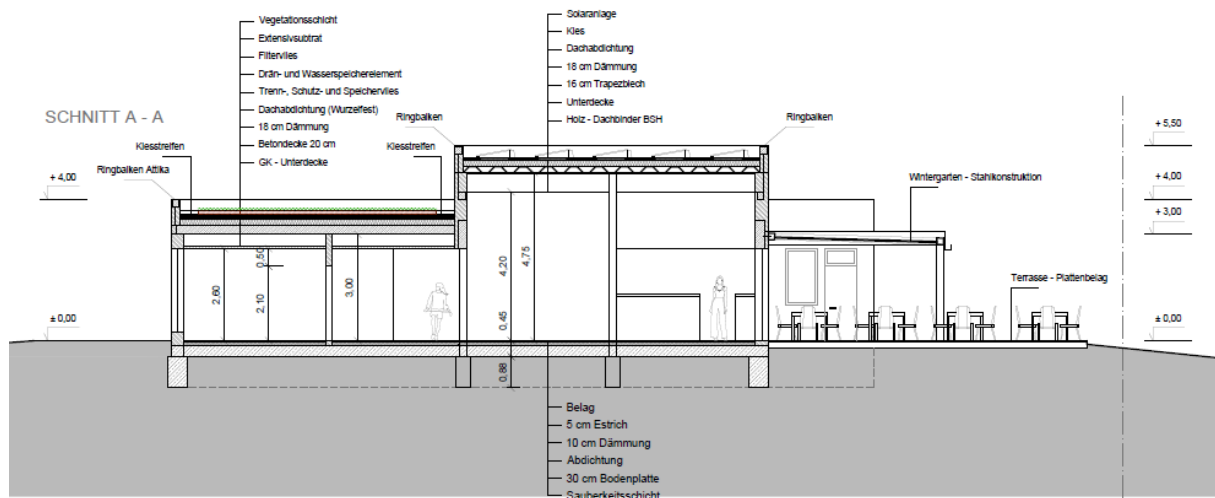 SCHNITT A - A
Vegetationsschicht
Extensivsubtrat
Filtervlies
Drän- und Wasserspeicherelement
Trenn-, Schutz- und Speichervlies
Dachabdichtung (Wurzelfest)
18 cm Dämmung
Betondecke 20 cm
GK - Unterdecke
Solaranlage
Kies
Dachabdichtung
18 cm Dämmung
16 cm Trapezblech
Unterdecke
Holz - Dachbinder BSH
Ringbalken
Ringbalken
Kiesstreifen
Kiesstreifen
Ringbalken Attika
Wintergarten - Stahlkonstruktion
Terrasse - Plattenbelag
+ 4,00
± 0,00
+ 5,50
+ 4,00
+ 3,00
± 0,00
2,60
0,50
2,10
3,00
4,20
0,45
4,75
0,88
Belag
5 cm Estrich
10 cm Dämmung
Abdichtung
30 cm Bodenplatte
Sauberkeitsschicht